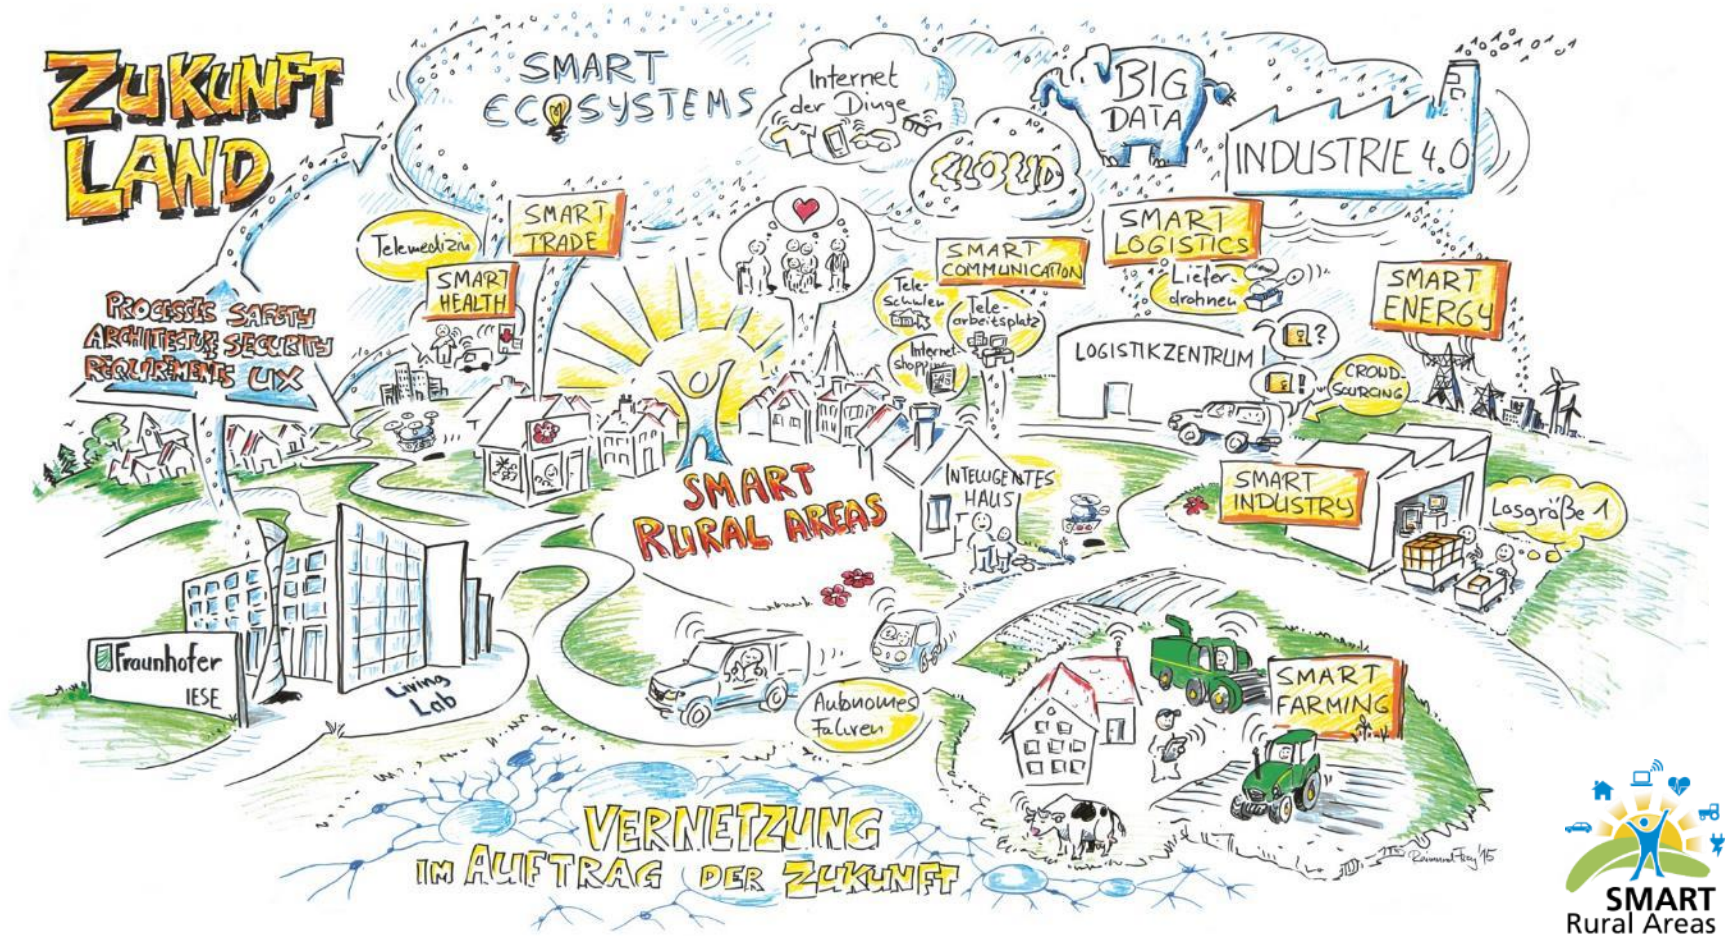 ZUKUNFT
LAND
SMART
ECOSYSTEMS
Internet
der Dinge
CLOUD
BIG
DATA
INDUSTRIE 4.0
PROCESSES SAFETY
ARCHITECTURE SECURITY
REQUIREMENTS UX
Telemedizin
SMART
HEALTH
SMART
TRADE
SMART
COMMUNICATION
Tele-
Schulen
Tele-
arbeitsplatz
Internet-
shopping
SMART
LOGISTICS
Liefer-
drohnen
LOGISTIKZENTRUM
?
!
CROWD-
SOURCING
SMART
ENERGY
SMART
RURAL AREAS
INTELLIGENTES
HAUS
SMART
INDUSTRY
Losgröße 1
Fraunhofer
IESE
Living
Lab
Autonomes
Fahren
SMART
FARMING
VERNETZUNG
IM AUFTRAG DER ZUKUNFT
SMART
Rural Areas